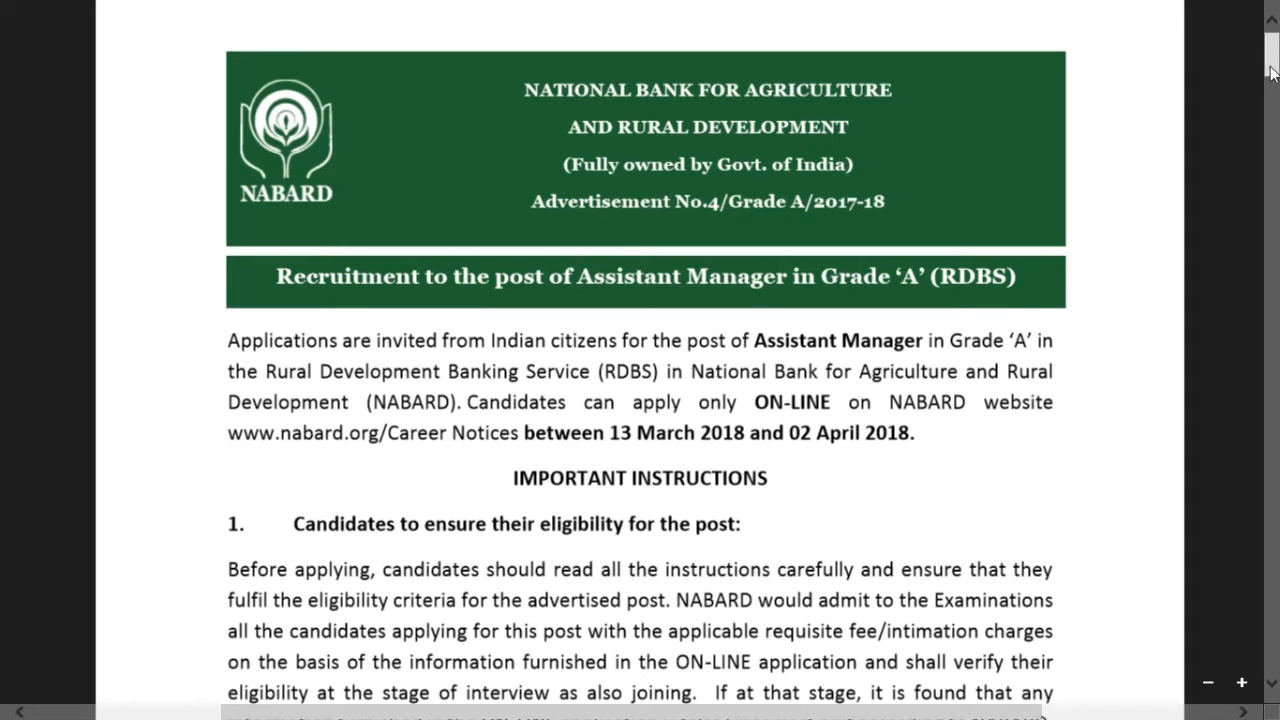 NATIONAL BANK FOR AGRICULTURE
AND RURAL DEVELOPMENT
(Fully owned by Govt. of India)
Advertisement No.4/Grade A/2017-18
NABARD
Recruitment to the post of Assistant Manager in Grade ‘A’ (RDBS)
Applications are invited from Indian citizens for the post of Assistant Manager in Grade ‘A’ in
the Rural Development Banking Service (RDBS) in National Bank for Agriculture and Rural
Development (NABARD). Candidates can apply only ON-LINE on NABARD website
www.nabard.org/Career Notices between 13 March 2018 and 02 April 2018.
IMPORTANT INSTRUCTIONS
1. Candidates to ensure their eligibility for the post:
Before applying, candidates should read all the instructions carefully and ensure that they
fulfil the eligibility criteria for the advertised post. NABARD would admit to the Examinations
all the candidates applying for this post with the applicable requisite fee/intimation charges
on the basis of the information furnished in the ON-LINE application and shall verify their
eligibility at the stage of interview as also joining. If at that stage, it is found that any